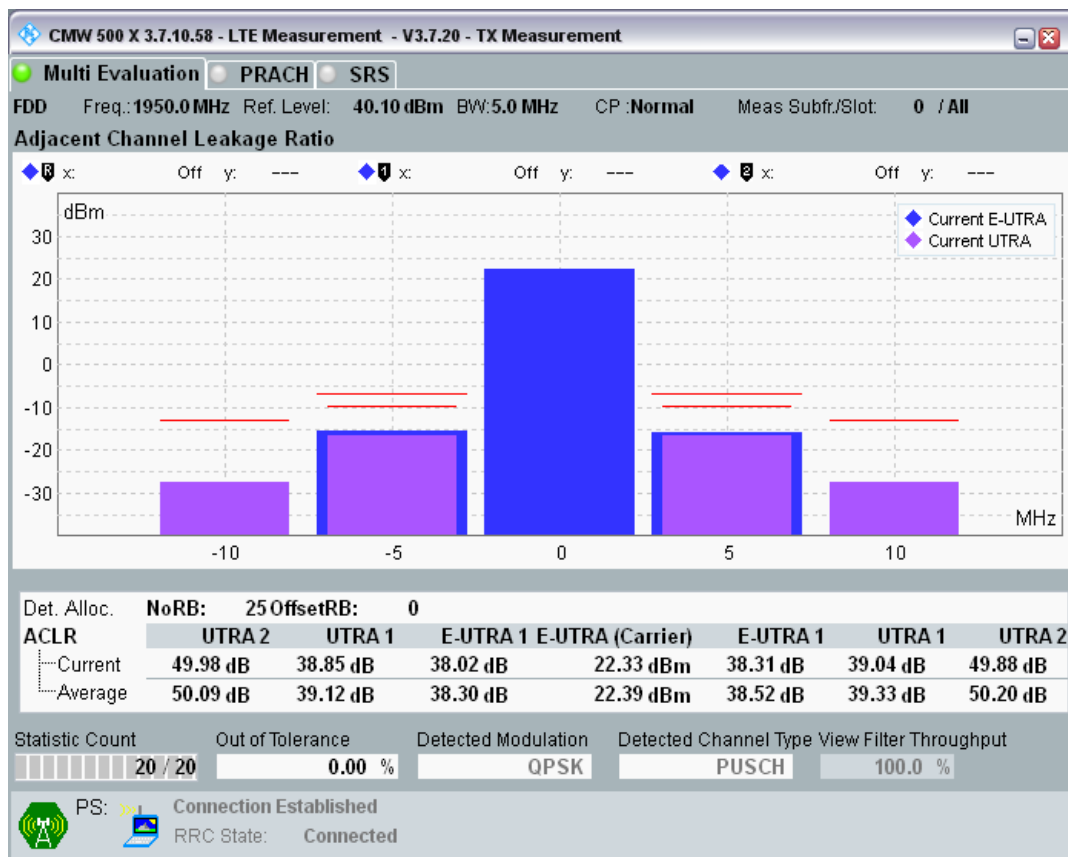 CMW 500 X 3.7.10.58 - LTE Measurement - V3.7.20 - TX Measurement
Multi Evaluation PRACH SRS
FDD Freq.: 1950.0 MHz Ref. Level: 40.10 dBm BW: 5.0 MHz CP : Normal Meas Subfr./Slot: 0 / All
Adjacent Channel Leakage Ratio
R x: Off y: --- 1 x: Off y: --- 2 x: Off y: ---
dBm
Current E-UTRA
Current UTRA
30
20
10
0
-10
-20
-30
MHz
-10 -5 0 5 10
Det. Alloc. NoRB: 25 OffsetRB: 0
ACLR UTRA 2 UTRA 1 E-UTRA 1 E-UTRA (Carrier) E-UTRA 1 UTRA 1 UTRA 2
Current 49.98 dB 38.85 dB 38.02 dB 22.33 dBm 38.31 dB 39.04 dB 49.88 dB
Average 50.09 dB 39.12 dB 38.30 dB 22.39 dBm 38.52 dB 39.33 dB 50.20 dB
Statistic Count Out of Tolerance Detected Modulation Detected Channel Type View Filter Throughput
20 / 20 0.00 % QPSK PUSCH 100.0 %
PS: Connection Established
RRC State: Connected